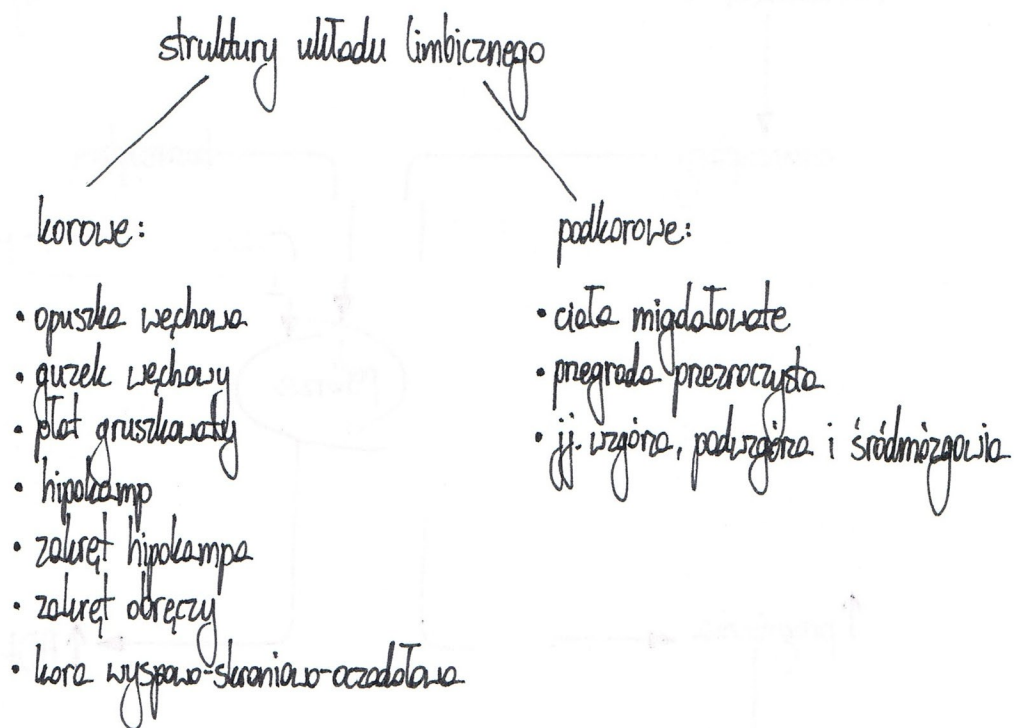 struktury układu limbicznego
korowe:
• opuszka węchowa
• guzek węchowy
• płat gruszkowaty
• hipokamp
• zakręt hipokampa
• zakręt obręczy
• kora wyspowo-skroniowo-oczodołowa
podkorowe:
• ciała migdałowate
• przegroda przezroczysta
• jj. wzgórza, podwzgórza i śródmózgowia